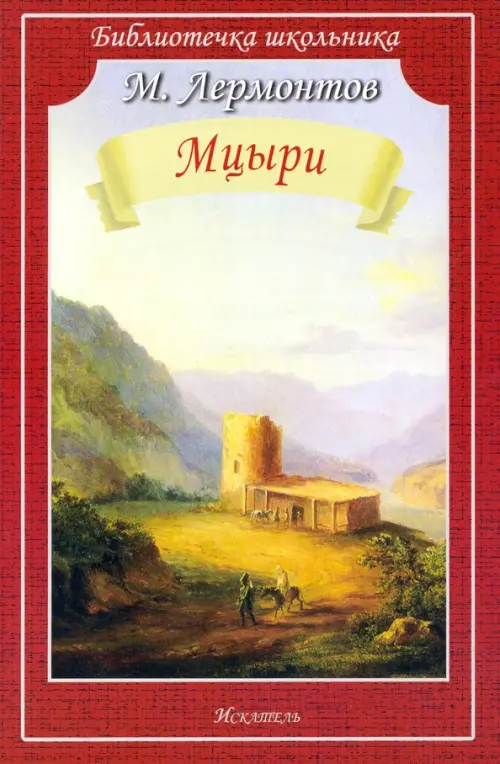 Библиотечка школьника
М. Лермонтов
Мцыри
Искатель